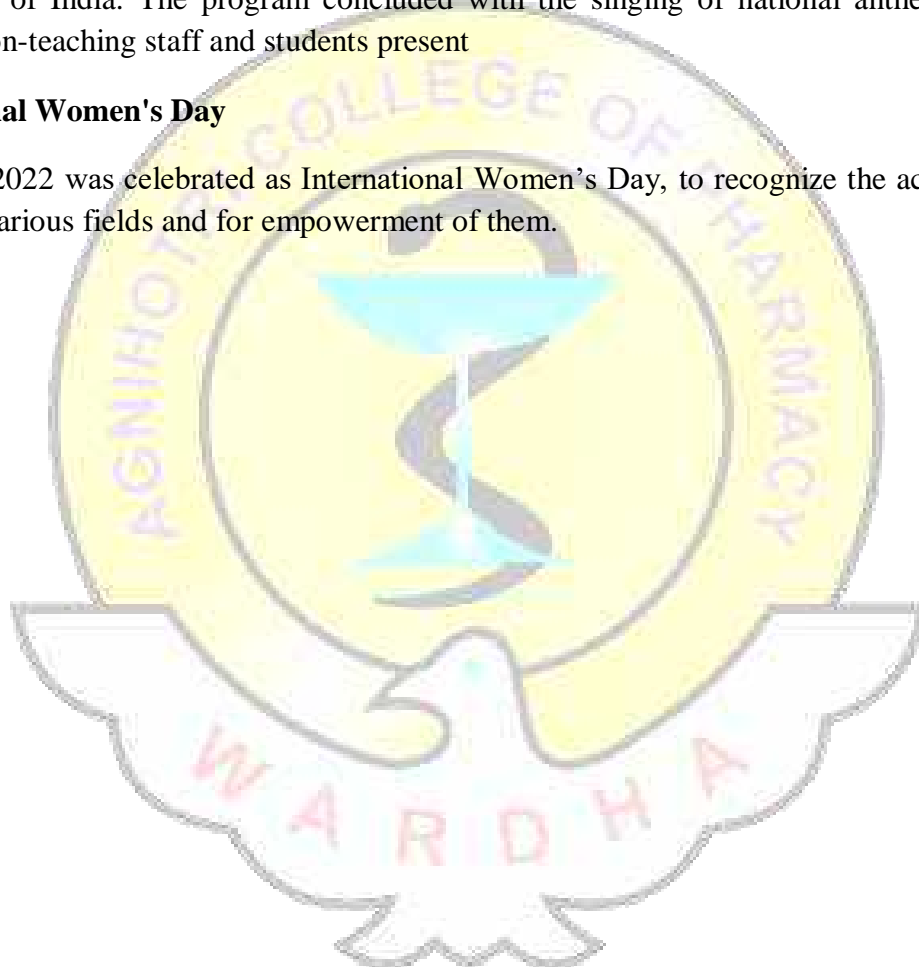 of India. The program concluded with the singing of national anthe
on-teaching staff and students present
nal Women's Day
2022 was celebrated as International Women’s Day, to recognize the ac
arious fields and for empowerment of them.
AGNIHOTRI COLLEGE OF PHARMACY
WARDHA